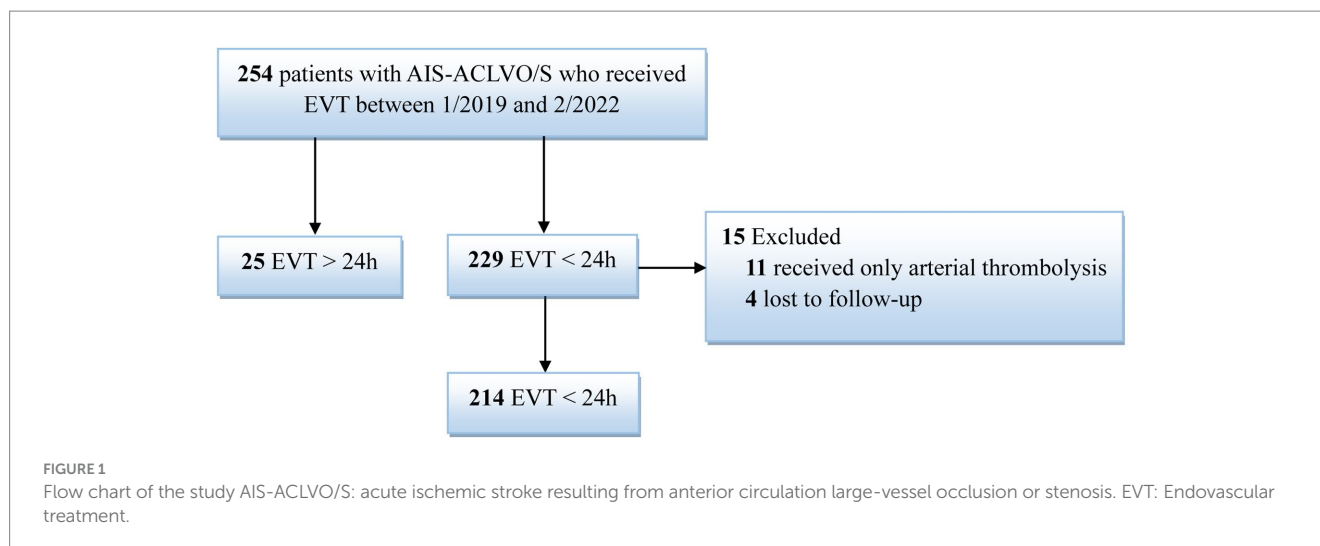 254 patients with AIS-ACLVO/S who received
EVT between 1/2019 and 2/2022
25 EVT > 24h
229 EVT < 24h
15 Excluded
11 received only arterial thrombolysis
4 lost to follow-up
214 EVT < 24h
FIGURE 1
Flow chart of the study AIS-ACLVO/S: acute ischemic stroke resulting from anterior circulation large-vessel occlusion or stenosis. EVT: Endovascular
treatment.